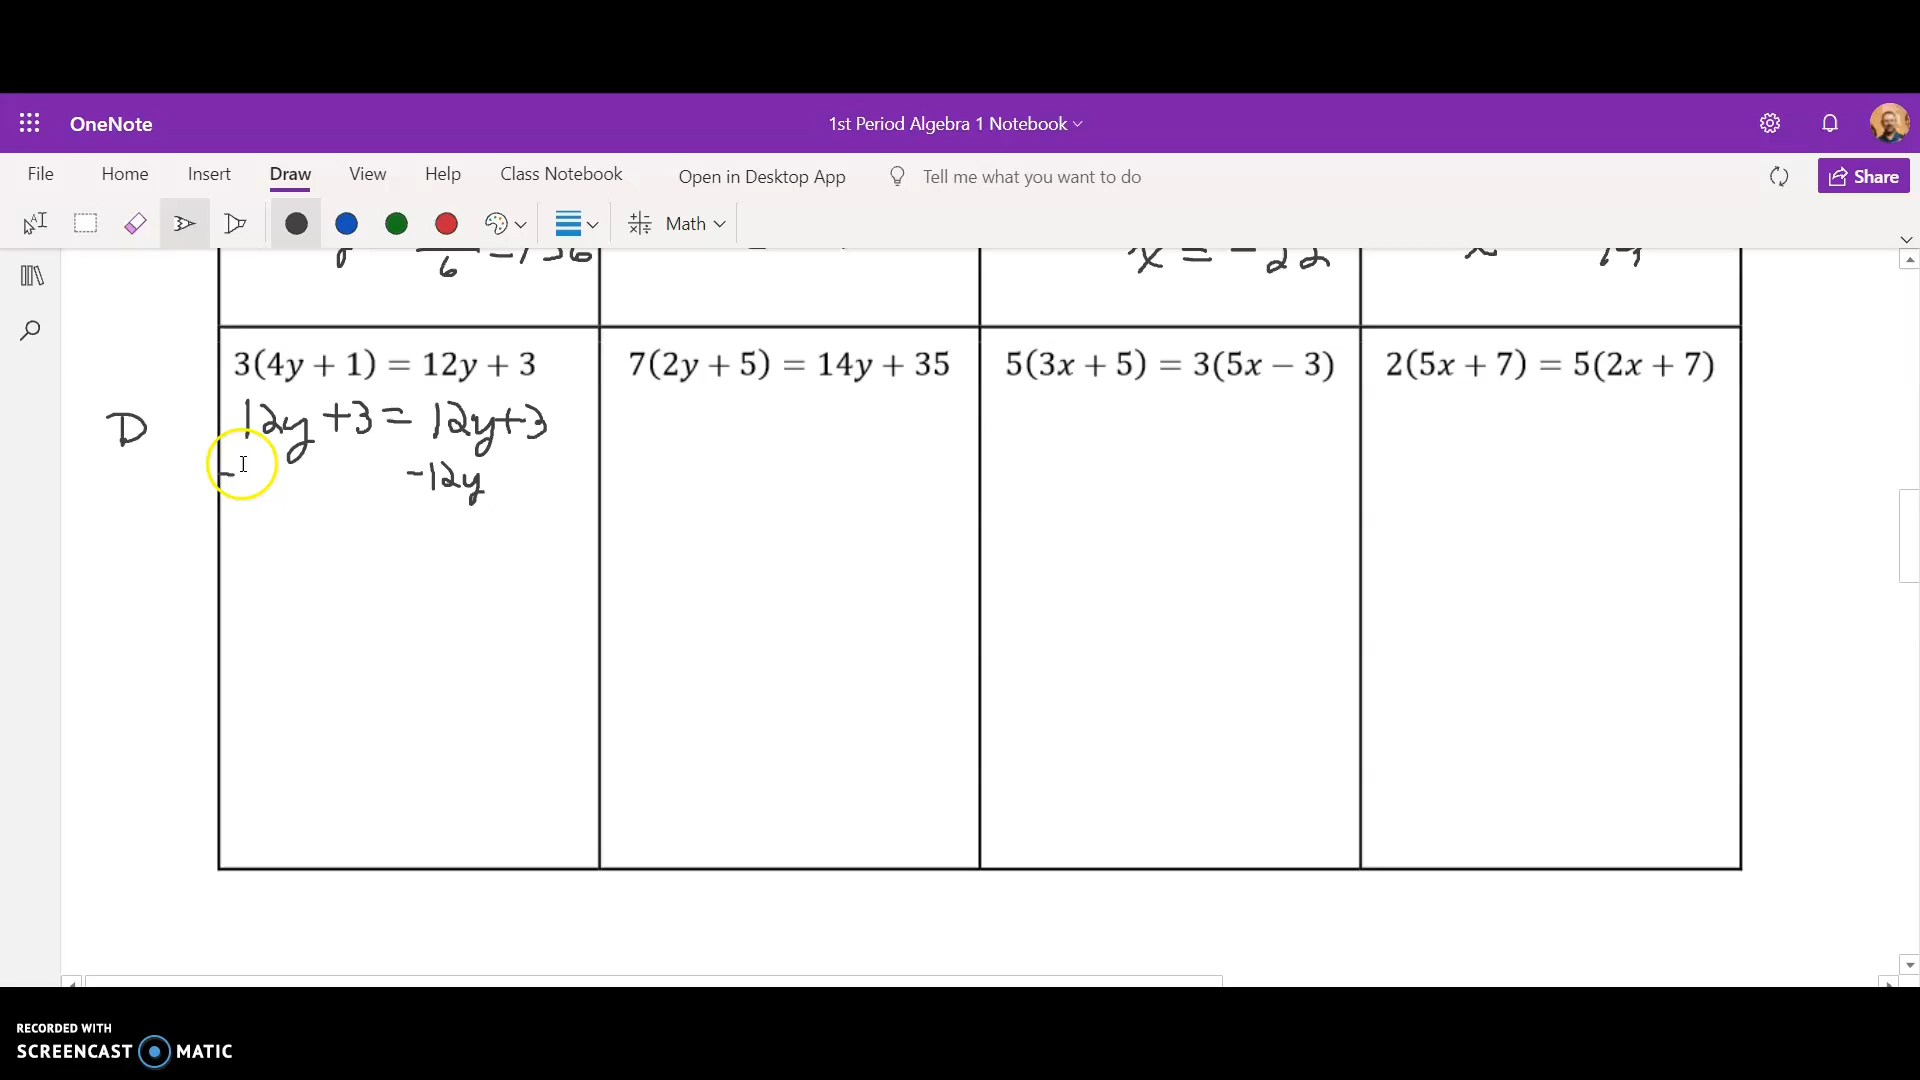 OneNote
1st Period Algebra 1 Notebook
File Home Insert Draw View Help Class Notebook Open in Desktop App Tell me what you want to do Share
Math
6
x = -22
3(4y + 1) = 12y + 3
7(2y + 5) = 14y + 35
5(3x + 5) = 3(5x − 3)
2(5x + 7) = 5(2x + 7)
D
12y + 3 = 12y + 3
- -12y
RECORDED WITH
SCREENCAST MATIC